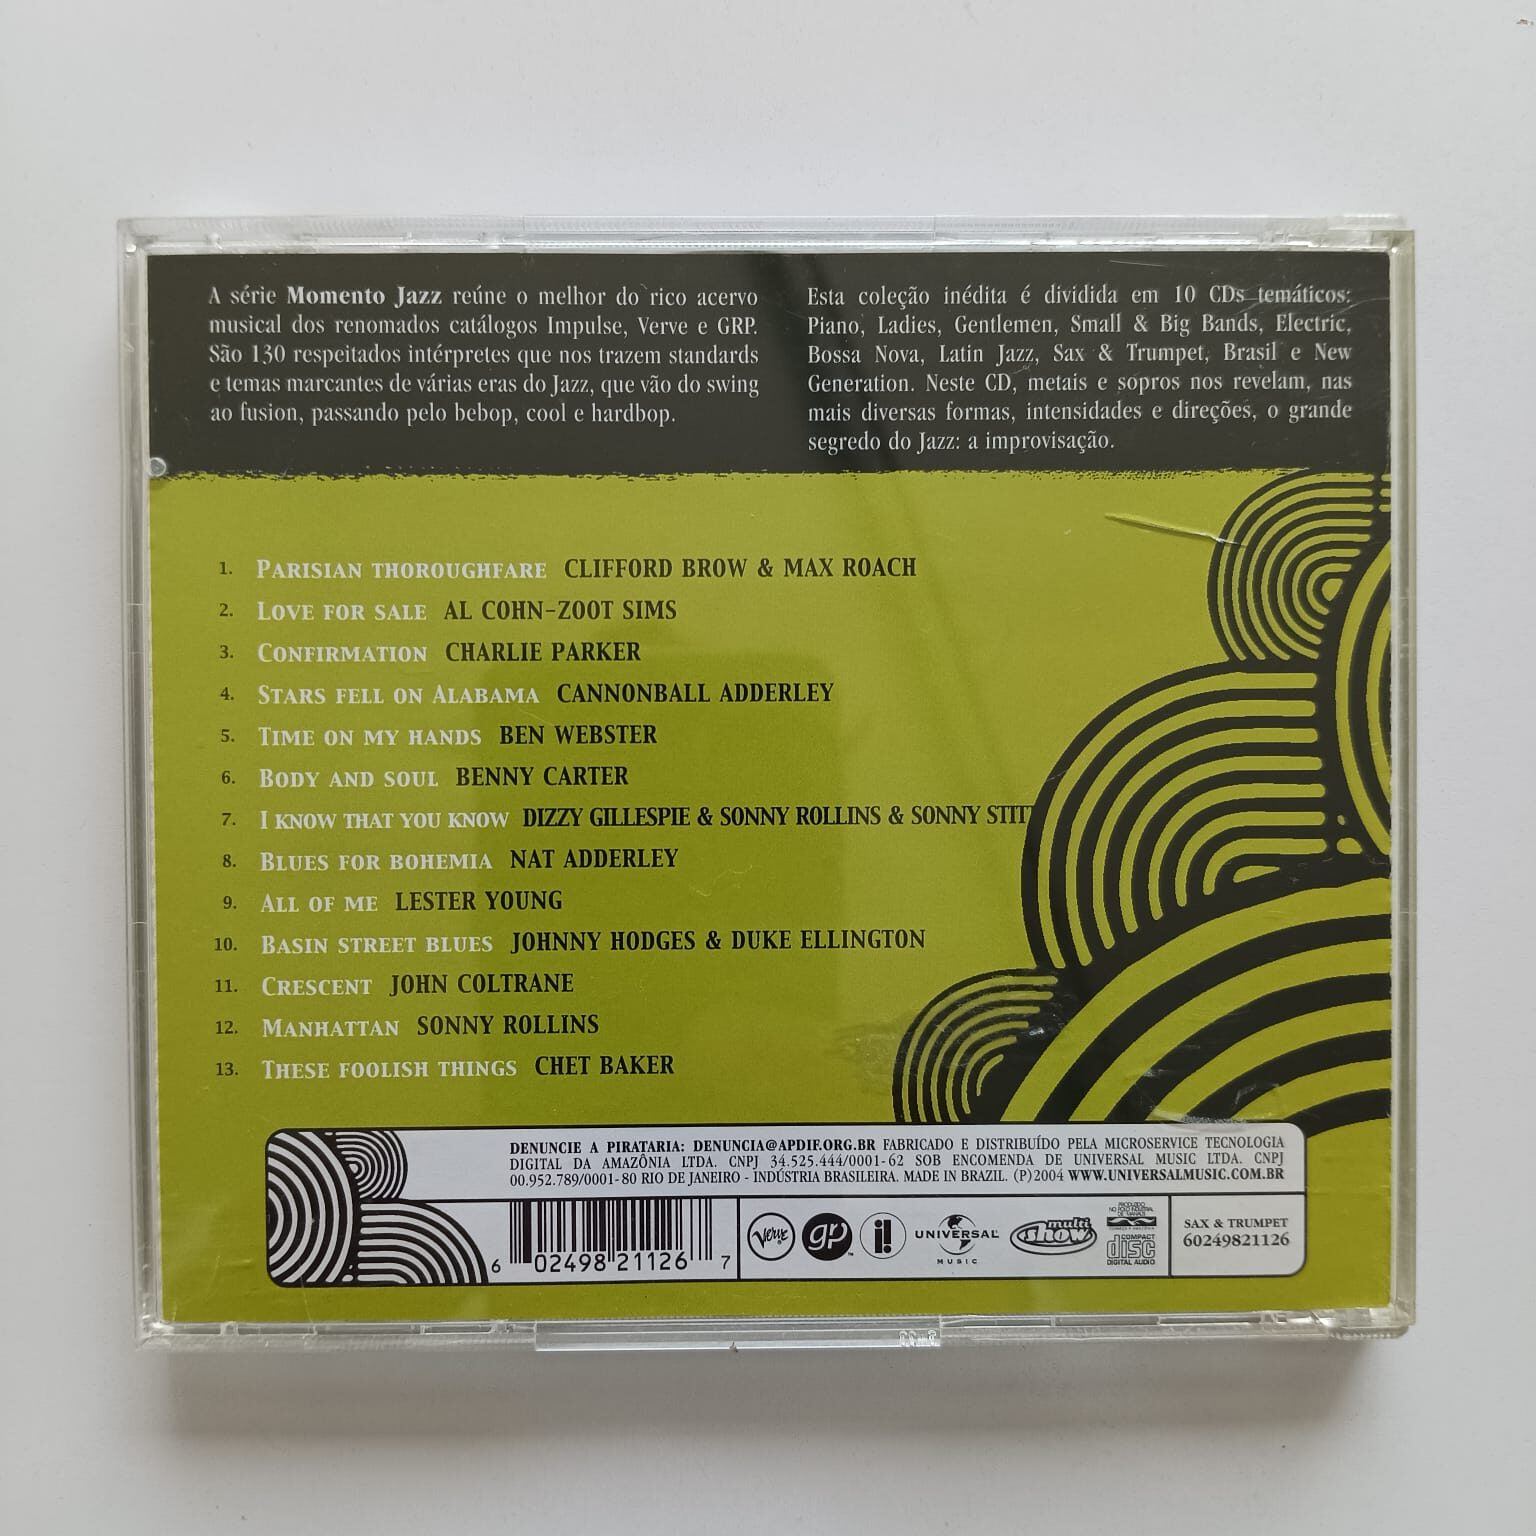 A série Momento Jazz reúne o melhor do rico acervo
musical dos renomados catálogos Impulse, Verve e GRP.
São 130 respeitados intérpretes que nos trazem standards
e temas marcantes de várias eras do Jazz, que vão do swing
ao fusion, passando pelo bebop, cool e hardbop.
Esta coleção inédita é dividida em 10 CDs temáticos:
Piano, Ladies, Gentlemen, Small & Big Bands, Electric,
Bossa Nova, Latin Jazz, Sax & Trumpet, Brasil e New
Generation. Neste CD, metais e sopros nos revelam, nas
mais diversas formas, intensidades e direções, o grande
segredo do Jazz: a improvisação.
1. PARISIAN THOROUGHFARE CLIFFORD BROW & MAX ROACH
2. LOVE FOR SALE AL COHN-ZOOT SIMS
3. CONFIRMATION CHARLIE PARKER
4. STARS FELL ON ALABAMA CANNONBALL ADDERLEY
5. TIME ON MY HANDS BEN WEBSTER
6. BODY AND SOUL BENNY CARTER
7. I KNOW THAT YOU KNOW DIZZY GILLESPIE & SONNY ROLLINS & SONNY STITT
8. BLUES FOR BOHEMIA NAT ADDERLEY
9. ALL OF ME LESTER YOUNG
10. BASIN STREET BLUES JOHNNY HODGES & DUKE ELLINGTON
11. CRESCENT JOHN COLTRANE
12. MANHATTAN SONNY ROLLINS
13. THESE FOOLISH THINGS CHET BAKER
DENUNCIE A PIRATARIA: DENUNCIA@APDIF.ORG.BR FABRICADO E DISTRIBUÍDO PELA MICROSERVICE TECNOLOGIA
DIGITAL DA AMAZÔNIA LTDA. CNPJ 34.525.444/0001-62 SOB ENCOMENDA DE UNIVERSAL MUSIC LTDA. CNPJ
00.952.789/0001-80 RIO DE JANEIRO - INDÚSTRIA BRASILEIRA. MADE IN BRAZIL. (P)2004 WWW.UNIVERSALMUSIC.COM.BR
6 02498 21126 7
Verve
grp
UNIVERSAL
MUSIC
multi show
PRODUZIDO
NO POLO INDUSTRIAL
DE MANAUS
COMPACT
disc
DIGITAL AUDIO
SAX & TRUMPET
60249821126